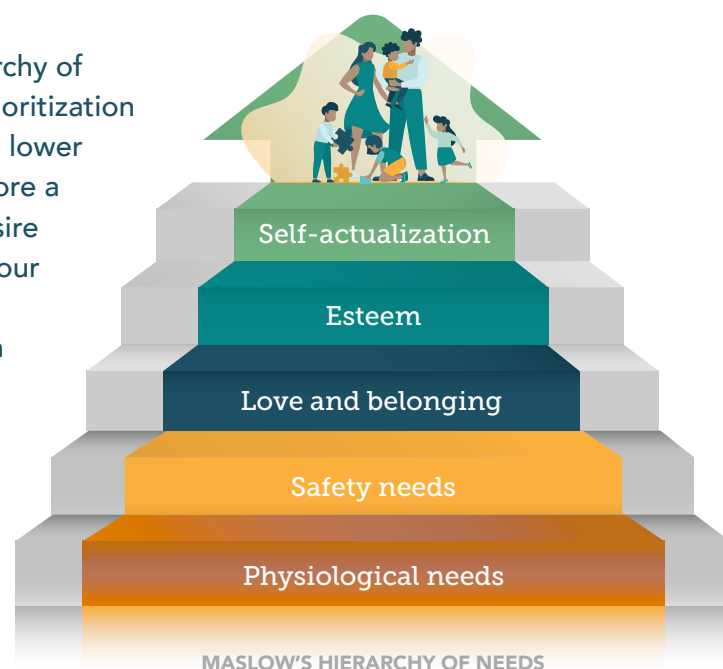 rchy of
oritization
lower
ore a
sire
our
Self-actualization
Esteem
Love and belonging
Safety needs
Physiological needs
MASLOW'S HIERARCHY OF NEEDS